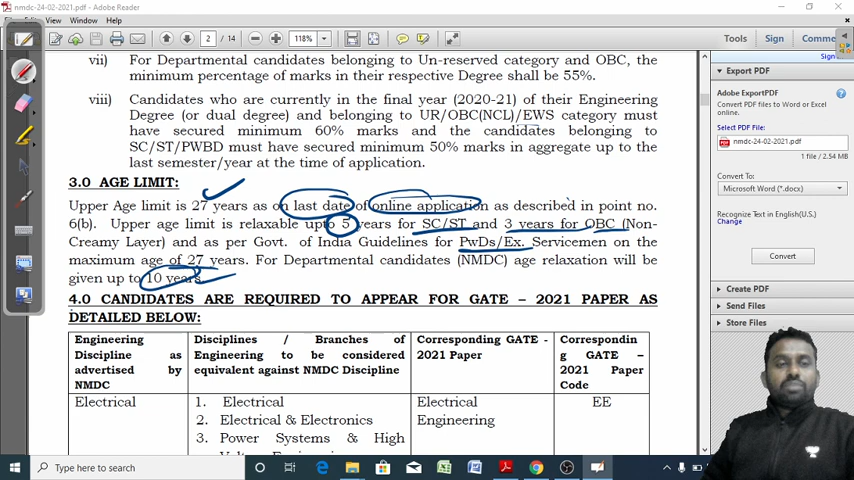 nmdc-24-02-2021.pdf - Adobe Reader
Edit View Window Help
2 / 14 118% Tools Sign Comme
vii) For Departmental candidates belonging to Un-reserved category and OBC, the
minimum percentage of marks in their respective Degree shall be 55%.
viii) Candidates who are currently in the final year (2020-21) of their Engineering
Degree (or dual degree) and belonging to UR/OBC(NCL)/EWS category must
have secured minimum 60% marks and the candidates belonging to
SC/ST/PWBD must have secured minimum 50% marks in aggregate up to the
last semester/year at the time of application.
3.0 AGE LIMIT:
Upper Age limit is 27 years as on last date of online application as described in point no.
6(b). Upper age limit is relaxable upto 5 years for SC/ST and 3 years for OBC (Non-
Creamy Layer) and as per Govt. of India Guidelines for PwDs/Ex. Servicemen on the
maximum age of 27 years. For Departmental candidates (NMDC) age relaxation will be
given up to 10 years.
4.0 CANDIDATES ARE REQUIRED TO APPEAR FOR GATE – 2021 PAPER AS
DETAILED BELOW:
Engineering Discipline as advertised by NMDC
Disciplines / Branches of Engineering to be considered equivalent against NMDC Discipline
Corresponding GATE - 2021 Paper
Correspondin g GATE – 2021 Paper Code
Electrical
1. Electrical
2. Electrical & Electronics
3. Power Systems & High
Electrical Engineering
EE
Sign
Export PDF
Adobe ExportPDF
Convert PDF files to Word or Excel
online.
Select PDF File:
nmdc-24-02-2021.pdf
1 file / 2.54 MB
Convert To:
Microsoft Word (*.docx)
Recognize Text in English(U.S.)
Change
Convert
Create PDF
Send Files
Store Files
Type here to search